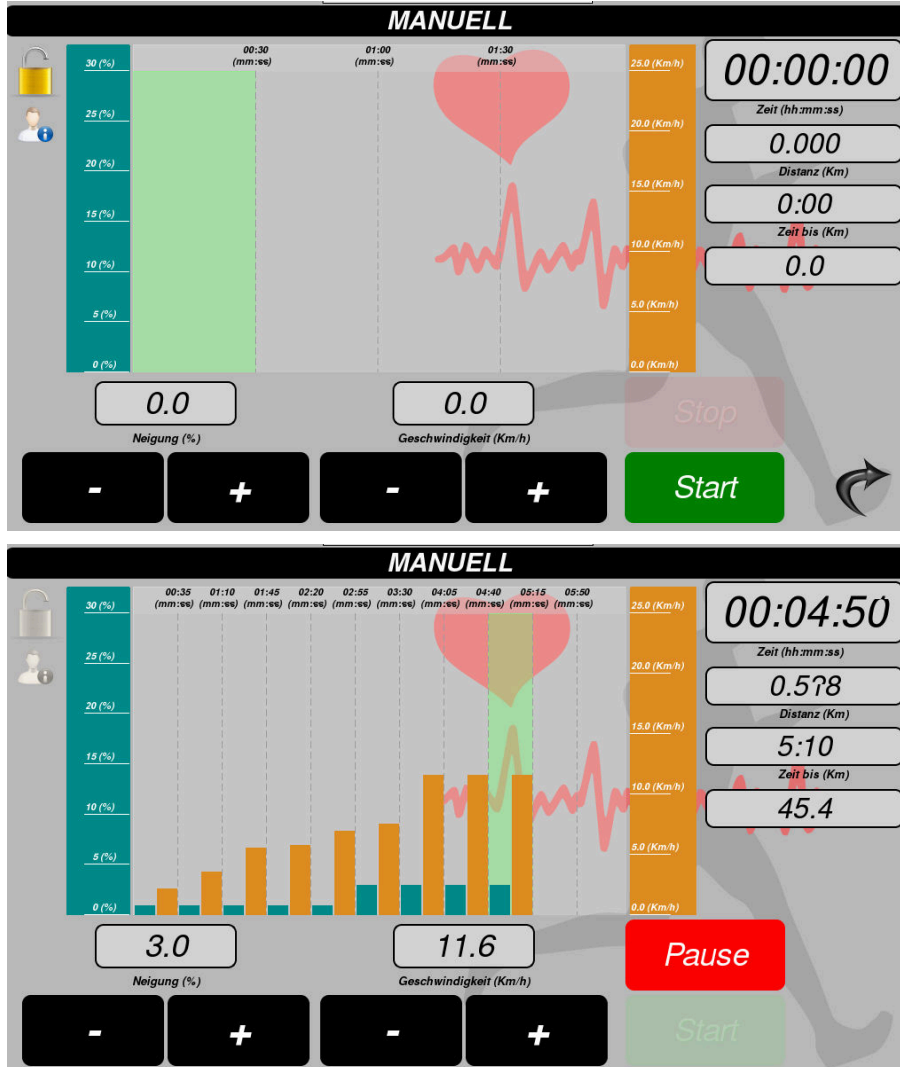 MANUELL
00:30 01:00 01:30
(mm:ss) (mm:ss) (mm:ss)
30 (%)
25 (%)
20 (%)
15 (%)
10 (%)
5 (%)
0 (%)
25.0 (Km/h)
20.0 (Km/h)
15.0 (Km/h)
10.0 (Km/h)
5.0 (Km/h)
0.0 (Km/h)
00:00:00
Zeit (hh:mm:ss)
0.000
Distanz (Km)
0:00
Zeit bis (Km)
0.0
0.0
Neigung (%)
0.0
Geschwindigkeit (Km/h)
Stop
- + - + Start
MANUELL
00:35 01:10 01:45 02:20 02:55 03:30 04:05 04:40 05:15 05:50
(mm:ss) (mm:ss) (mm:ss) (mm:ss) (mm:ss) (mm:ss) (mm:ss) (mm:ss) (mm:ss) (mm:ss)
30 (%)
25 (%)
20 (%)
15 (%)
10 (%)
5 (%)
0 (%)
25.0 (Km/h)
20.0 (Km/h)
15.0 (Km/h)
10.0 (Km/h)
5.0 (Km/h)
0.0 (Km/h)
00:04:50
Zeit (hh:mm:ss)
Distanz (Km)
5:10
Zeit bis (Km)
45.4
3.0
Neigung (%)
11.6
Geschwindigkeit (Km/h)
Pause
- + - + Start